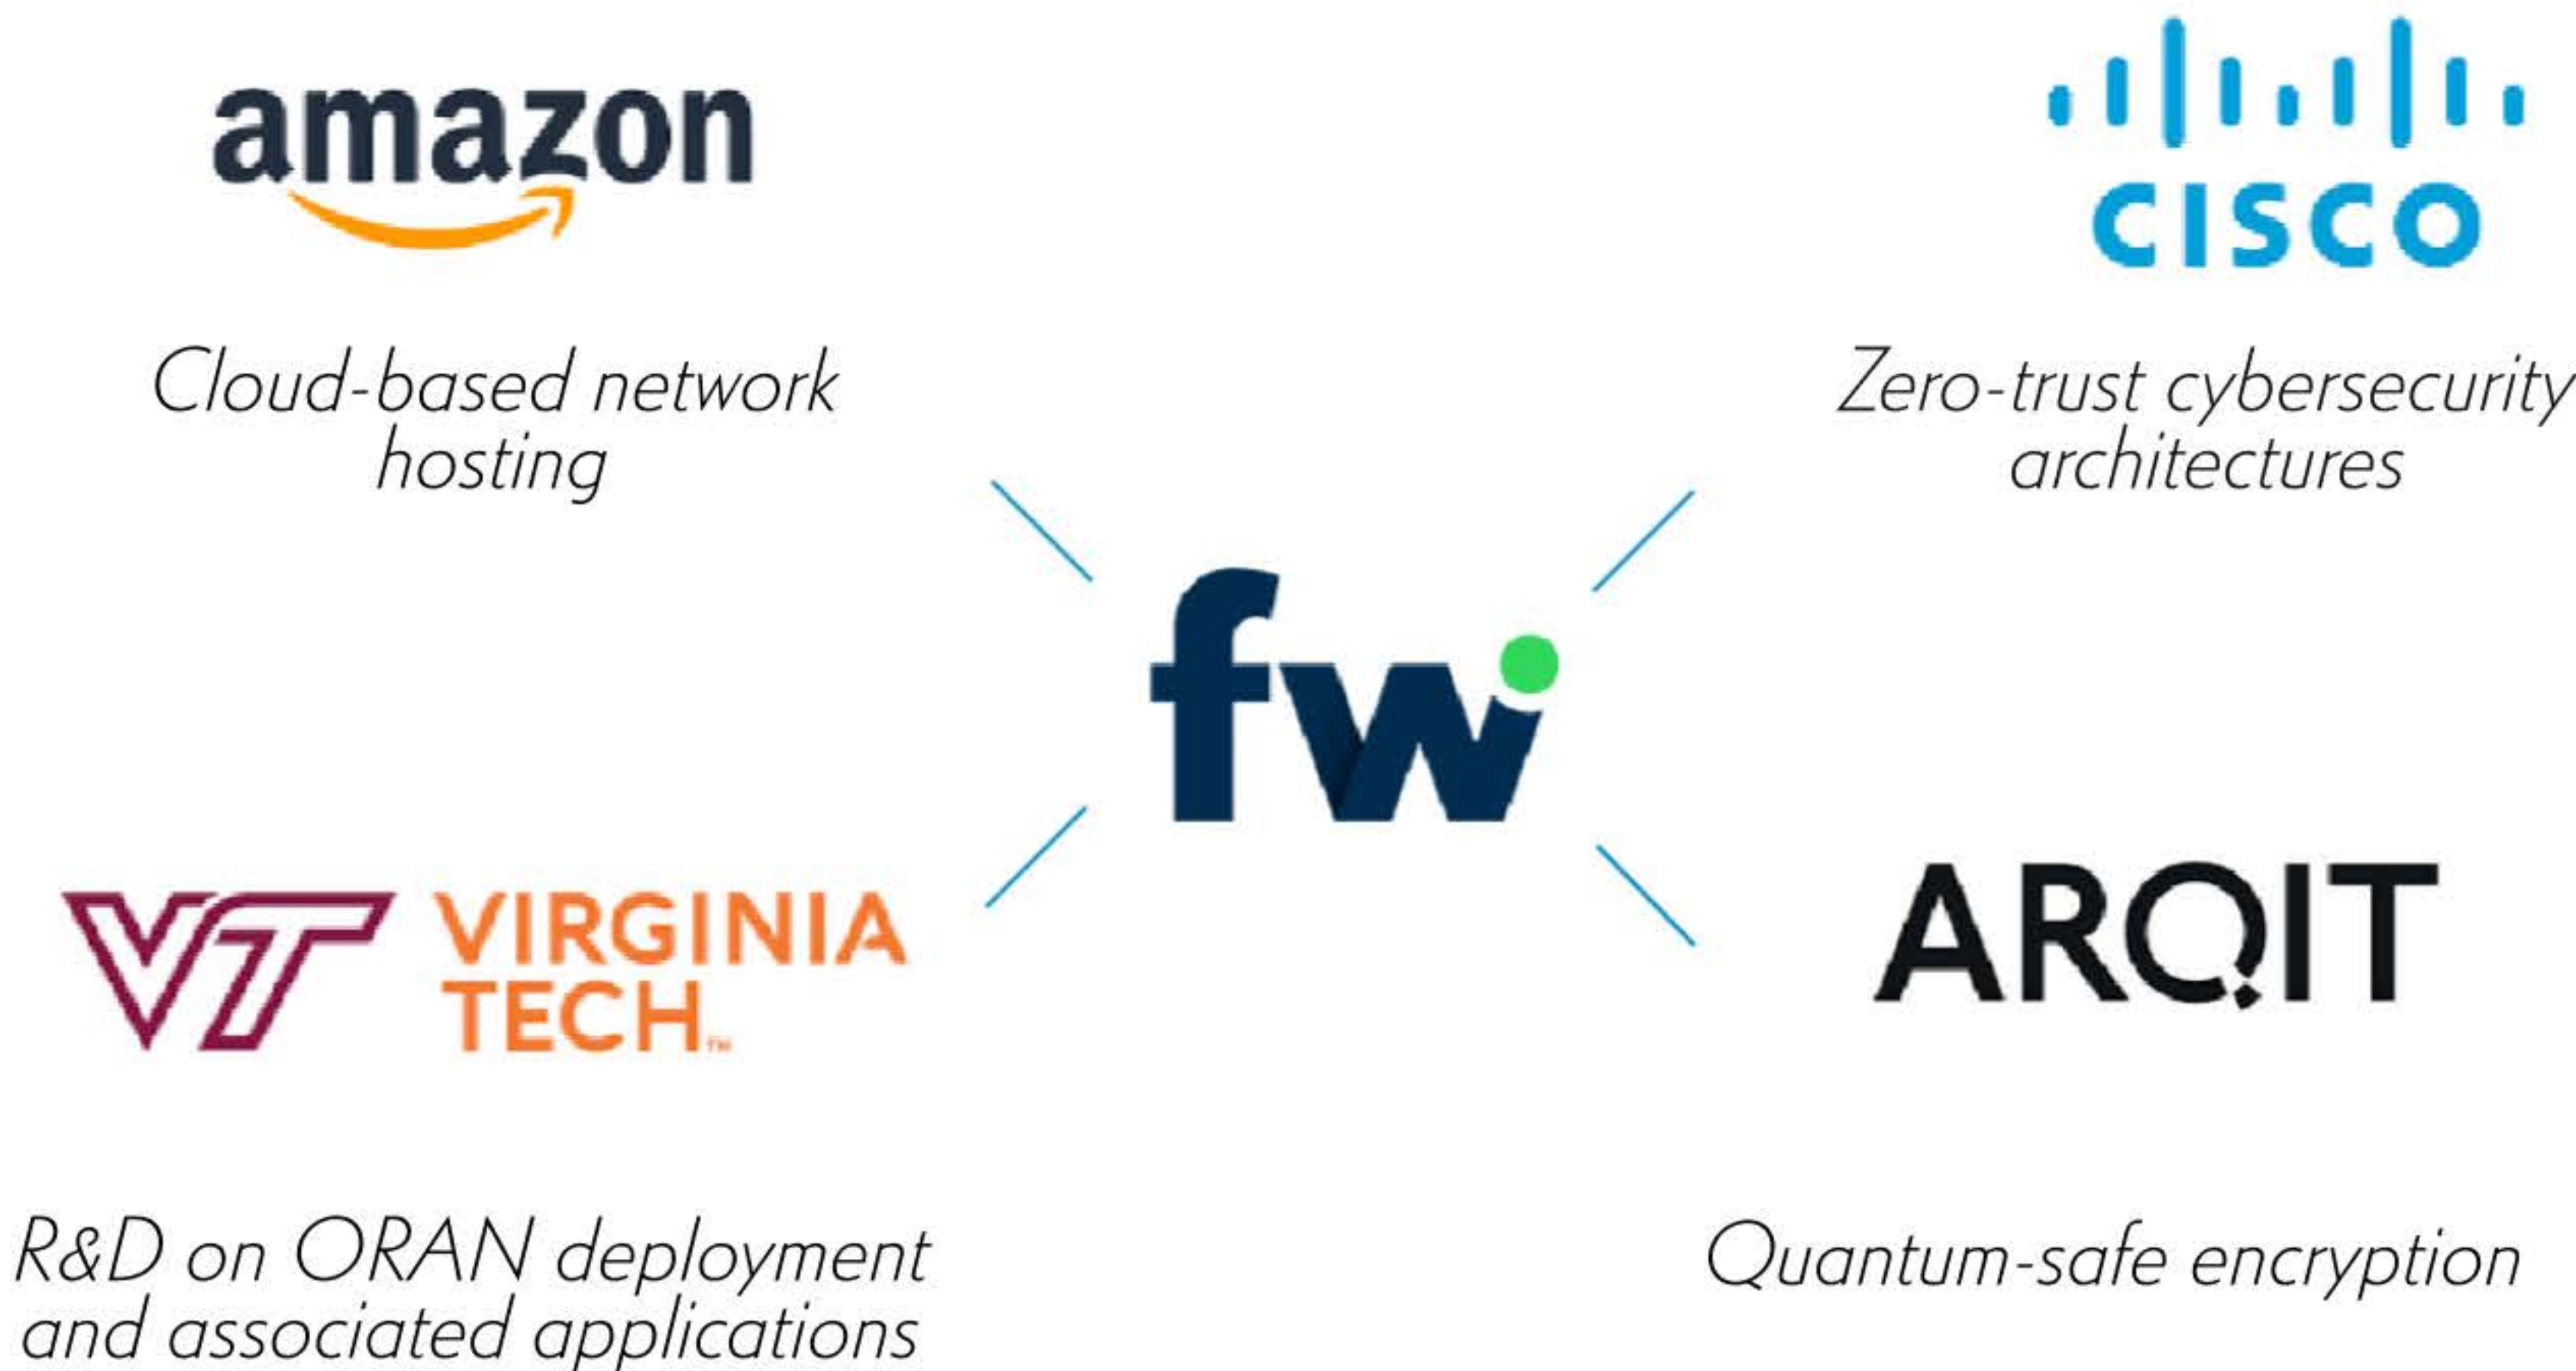 amazon
CISCO
Cloud-based network
hosting
Zero-trust cybersecurity
architectures
fw
VT VIRGINIA
TECH™
ARQIT
R&D on ORAN deployment
and associated applications
Quantum-safe encryption